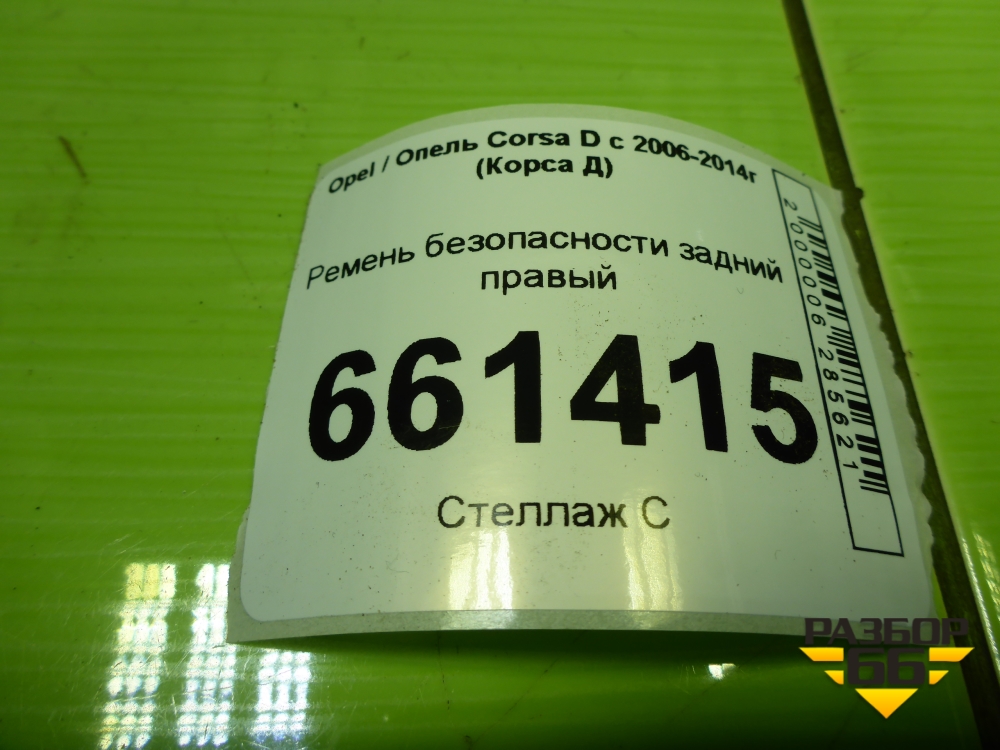 Opel / Опель Corsa D с 2006-2014г
(Корса Д)
Ремень безопасности задний
правый
661415
Стеллаж С
2000006285621
РАЗБОР
66